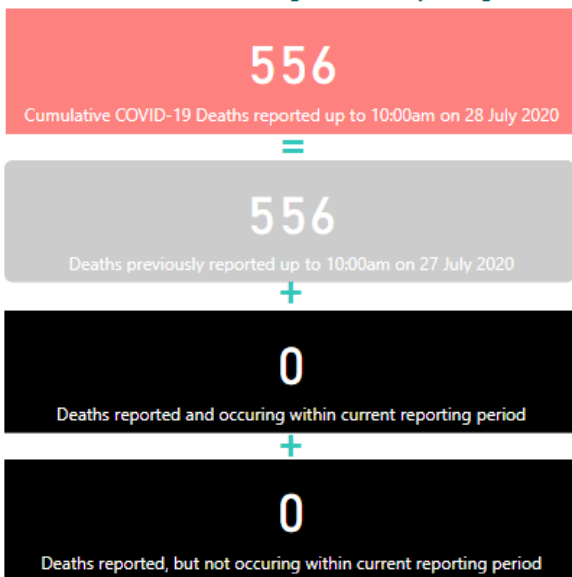 556
Cumulative COVID-19 Deaths reported up to 10:00am on 28 July 2020
=
556
Deaths previously reported up to 10:00am on 27 July 2020
+
0
Deaths reported and occuring within current reporting period
+
0
Deaths reported, but not occuring within current reporting period